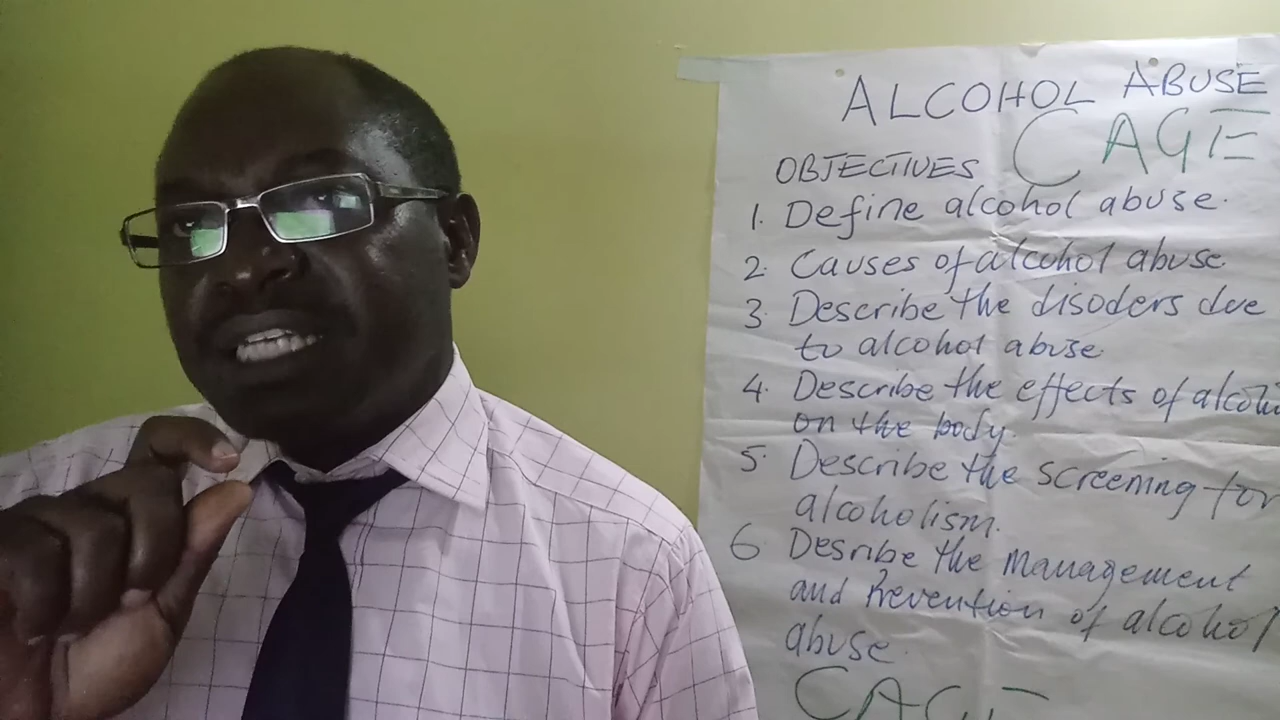 ALCOHOL ABUSE
CAGE
OBJECTIVES
1. Define alcohol abuse.
2. Causes of alcohol abuse
3. Describe the disoders due
to alcohol abuse.
4. Describe the effects of alcoh
on the body.
5. Describe the screening for
alcoholism.
6 Desribe the management
and Prevention of alcohol
abuse.
CAGE